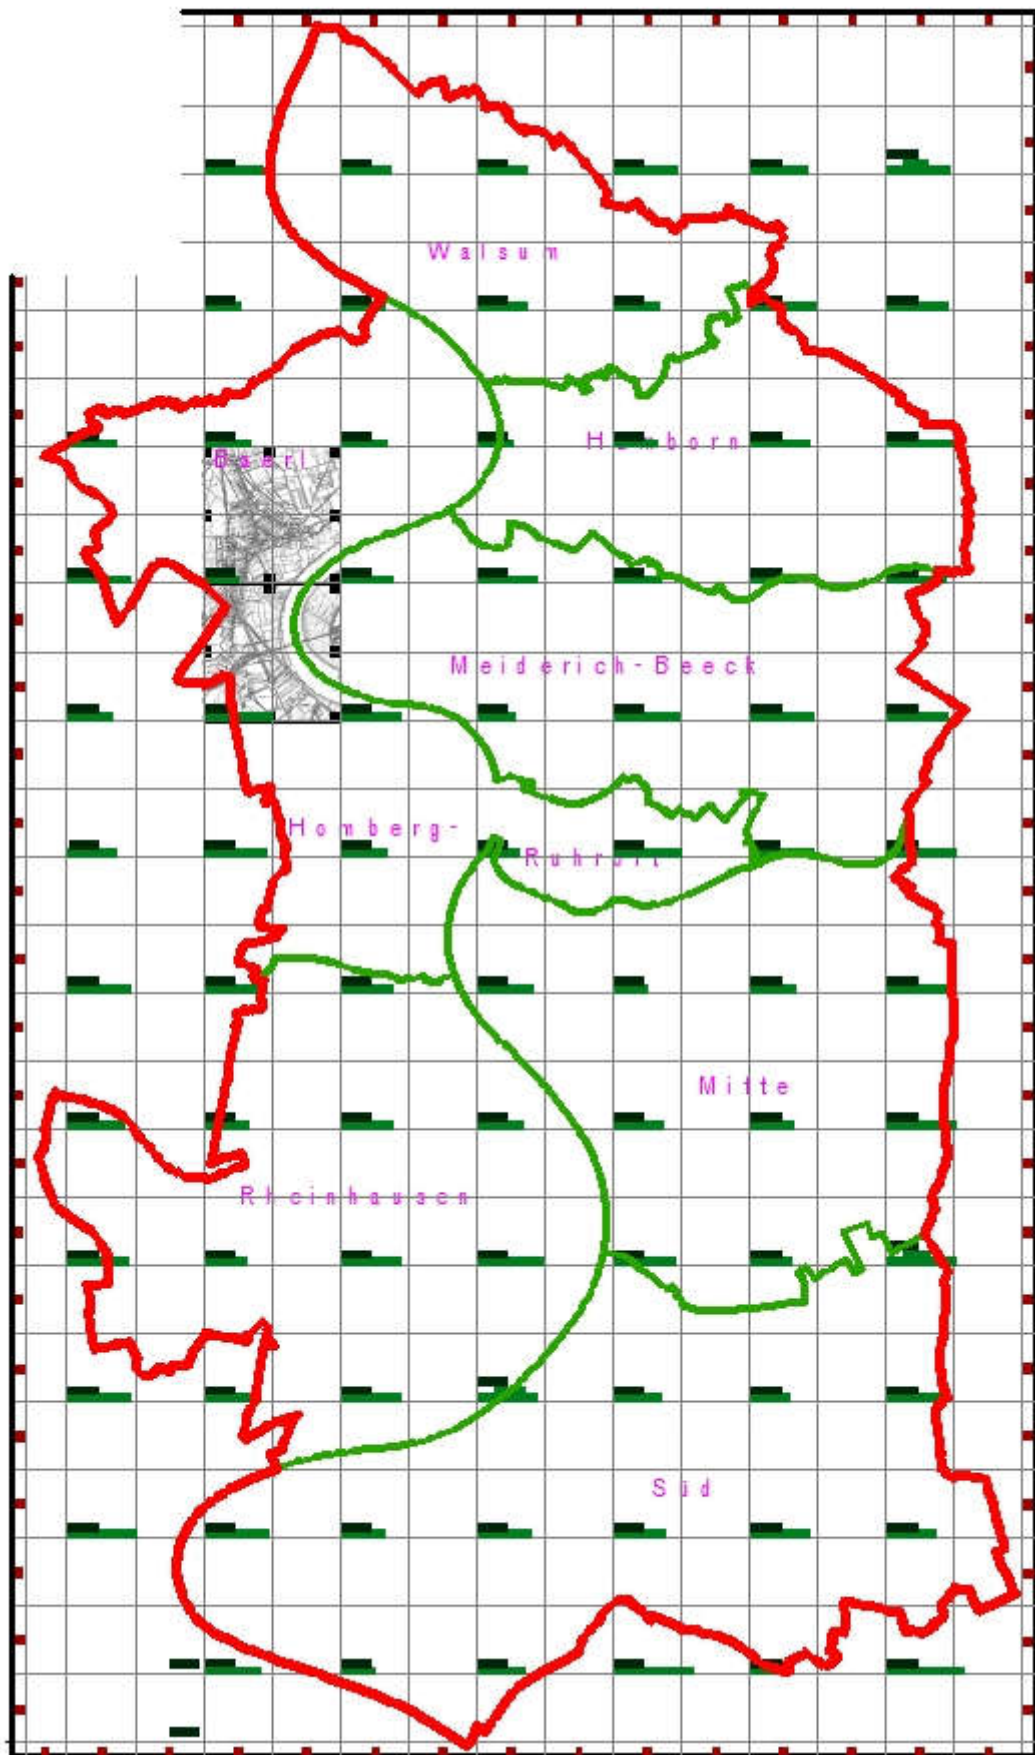 Walsum
Hamborn
Baerl
Meiderich-Beeck
Homberg-
Ruhrort
Mitte
Rheinhausen
Süd